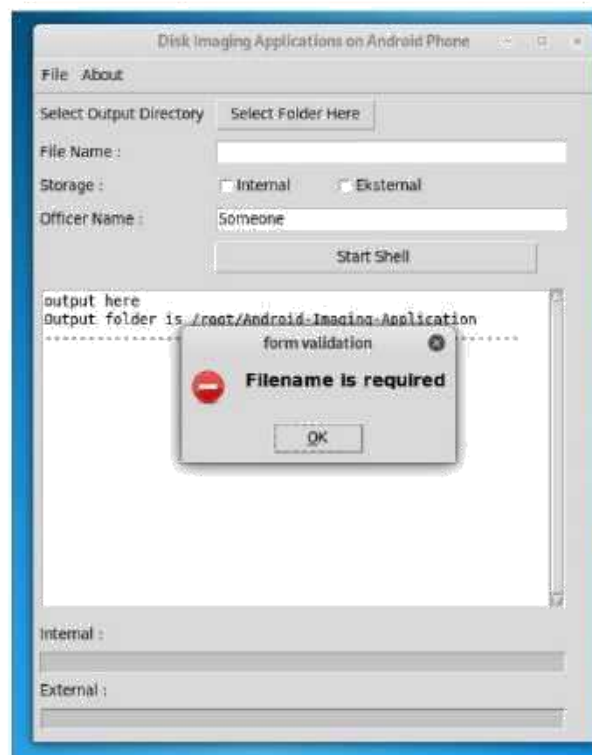 Disk Imaging Applications on Android Phone
File About
Select Output Directory Select Folder Here
File Name :
Storage : Internal Eksternal
Officer Name : Someone
Start Shell
output here
Output folder is /root/Android-Imaging-Application
form validation
Filename is required
OK
Internal :
External :